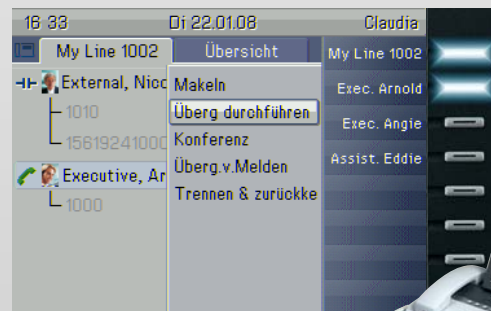 16 33 Di 22.01.08 Claudia
My Line 1002 Übersicht
External, Nicc
1010
15619241000
Executive, Ar
1000
Makeln
Überg durchführen
Konferenz
Überg.v.Melden
Trennen & zurückke
My Line 1002
Exec. Arnold
Exec. Angie
Assist. Eddie